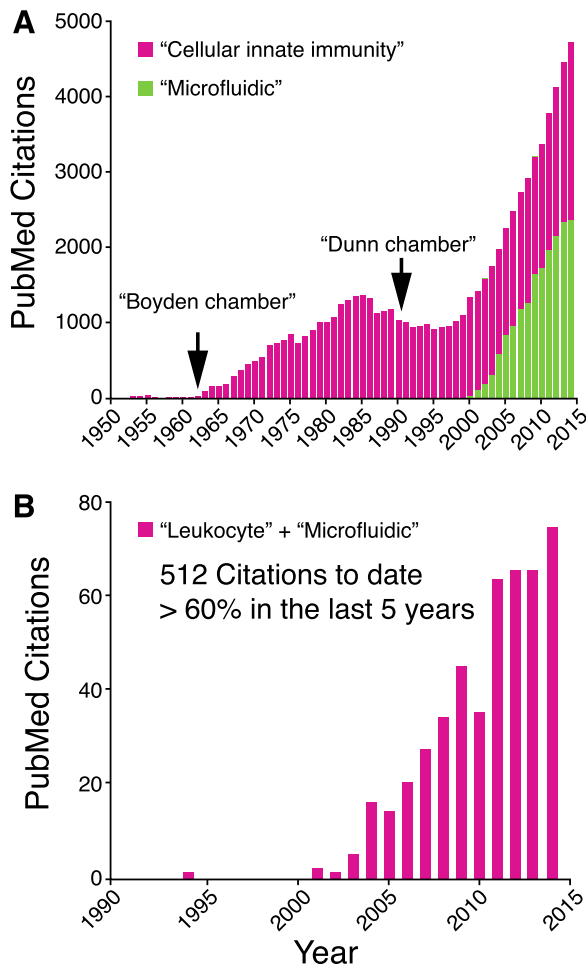 A
PubMed Citations
5000
4000
3000
2000
1000
0
“Cellular innate immunity”
“Microfluidic”
“Dunn chamber”
“Boyden chamber”
1950
1955
1960
1965
1970
1975
1980
1985
1990
1995
2000
2005
2010
2015
B
PubMed Citations
80
60
40
20
0
“Leukocyte” + “Microfluidic”
512 Citations to date
> 60% in the last 5 years
1990
1995
2000
2005
2010
2015
Year